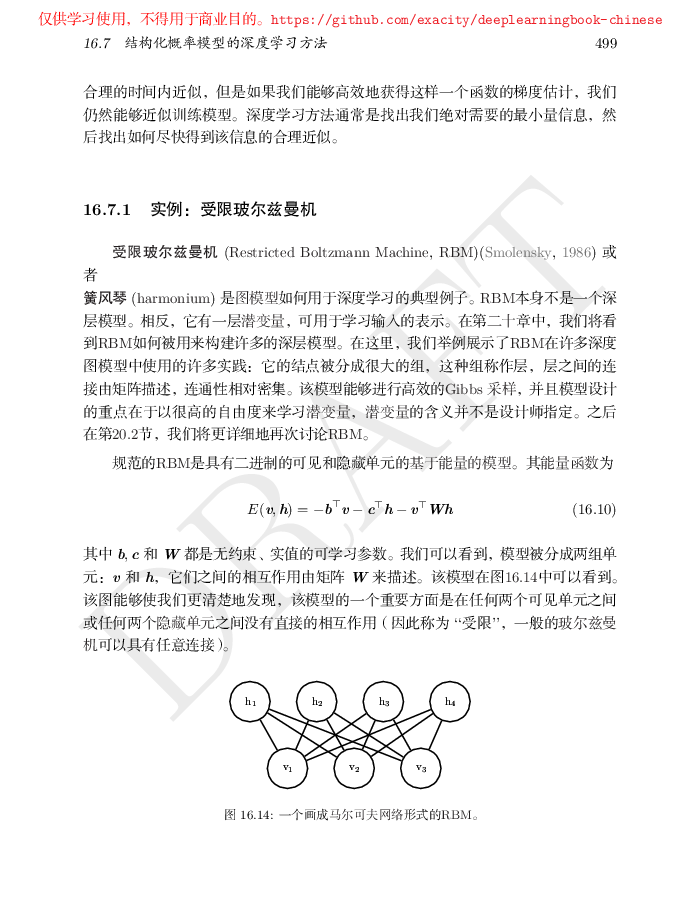 仅供学习使用，不得用于商业目的。https://github.com/exacity/deeplearningbook-chinese
16.7 结构化概率模型的深度学习方法 499
合理的时间内近似，但是如果我们能够高效地获得这样一个函数的梯度估计，我们
仍然能够近似训练模型。深度学习方法通常是找出我们绝对需要的最小量信息，然
后找出如何尽快得到该信息的合理近似。
16.7.1 实例：受限玻尔兹曼机
受限玻尔兹曼机 (Restricted Boltzmann Machine, RBM)(Smolensky, 1986) 或
者
簧风琴 (harmonium) 是图模型如何用于深度学习的典型例子。RBM本身不是一个深
层模型。相反，它有一层潜变量，可用于学习输入的表示。在第二十章中，我们将看
到RBM如何被用来构建许多的深层模型。在这里，我们举例展示了RBM在许多深度
图模型中使用的许多实践：它的结点被分成很大的组，这种组称作层，层之间的连
接由矩阵描述，连通性相对密集。该模型能够进行高效的Gibbs 采样，并且模型设计
的重点在于以很高的自由度来学习潜变量，潜变量的含义并不是设计师指定。之后
在第20.2节，我们将更详细地再次讨论RBM。
规范的RBM是具有二进制的可见和隐藏单元的基于能量的模型。其能量函数为
E(v, h) = −b⊤v − c⊤h − v⊤Wh (16.10)
其中 b, c 和 W 都是无约束、实值的可学习参数。我们可以看到，模型被分成两组单
元：v 和 h，它们之间的相互作用由矩阵 W 来描述。该模型在图16.14中可以看到。
该图能够使我们更清楚地发现，该模型的一个重要方面是在任何两个可见单元之间
或任何两个隐藏单元之间没有直接的相互作用（因此称为 “受限”，一般的玻尔兹曼
机可以具有任意连接）。
h1 h2 h3 h4
v1 v2 v3
图 16.14: 一个画成马尔可夫网络形式的RBM。
DRAFT